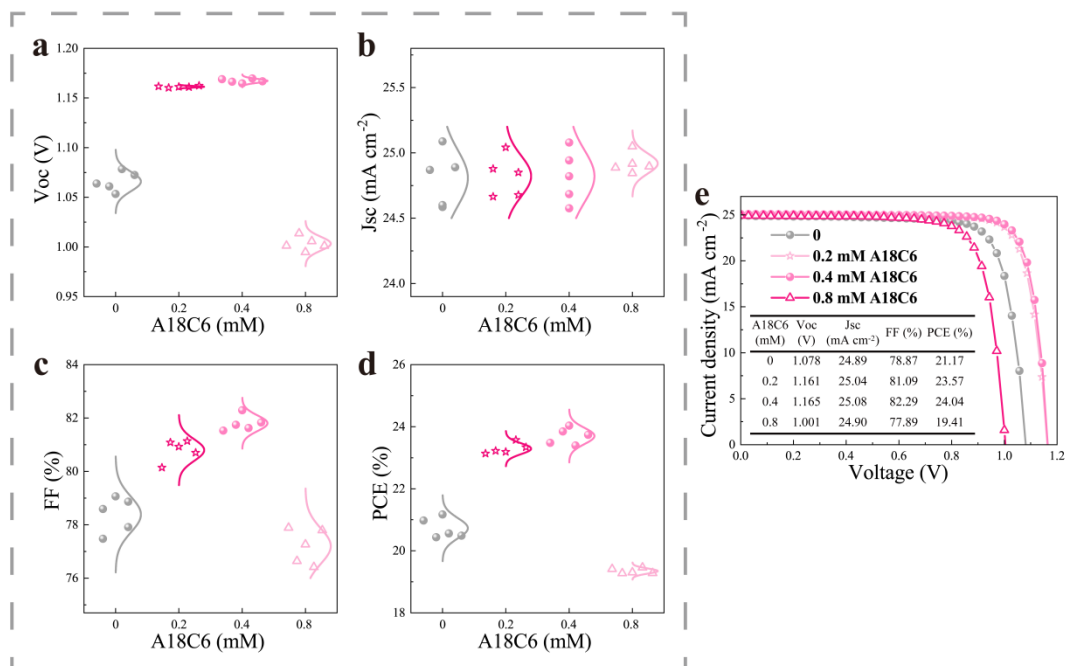 a
1.20
1.15
1.10
1.05
1.00
0.95
Voc (V)
0
0.2
0.4
0.8
A18C6 (mM)
b
25.5
25.0
24.5
24.0
Jsc (mA cm⁻²)
0
0.2
0.4
0.8
A18C6 (mM)
c
84
82
80
78
76
FF (%)
0
0.2
0.4
0.8
A18C6 (mM)
d
26
24
22
20
18
PCE (%)
0
0.2
0.4
0.8
A18C6 (mM)
e
25
20
15
10
5
0
Current density (mA cm⁻²)
0
0.2 mM A18C6
0.4 mM A18C6
0.8 mM A18C6
A18C6 (mM) Voc (V) Jsc (mA cm⁻²) FF (%) PCE (%)
0 1.078 24.89 78.87 21.17
0.2 1.161 25.04 81.09 23.57
0.4 1.165 25.08 82.29 24.04
0.8 1.001 24.90 77.89 19.41
0.0 0.2 0.4 0.6 0.8 1.0 1.2
Voltage (V)